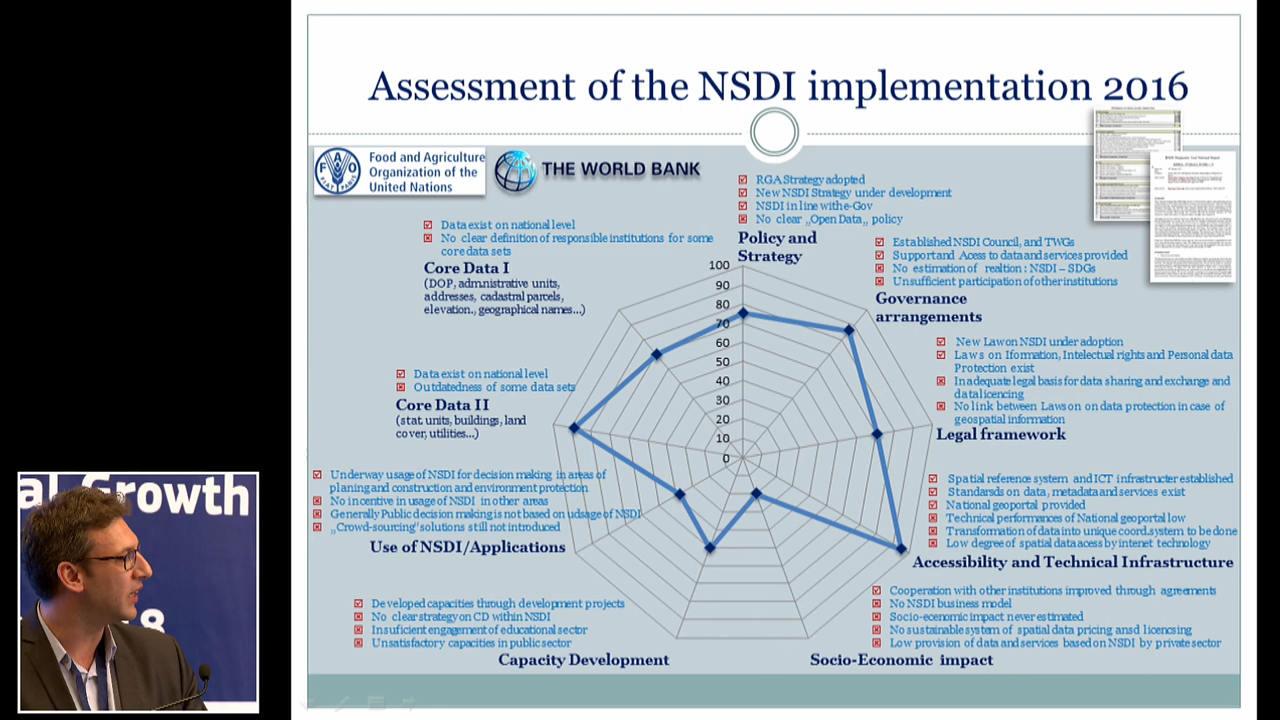 Assessment of the NSDI implementation 2016
Food and Agriculture
Organization of the
United Nations
THE WORLD BANK
RGA Strategy adopted
New NSDI Strategy under development
NSDI in line withe-Gov
No clear „Open Data„ policy
Policy and
Strategy
Data exist on national level
No clear definition of responsible institutions for some
core data sets
Core Data I
(DOP, admnistrative units,
addresses, cadastral parcels,
elevation., geographical names...)
Established NSDI Council, and TWGs
Support and Acess to data and services provided
No estimation of realtion : NSDI – SDGs
Unsufficient participation of other institutions
Governance
arrangements
100
90
80
70
60
50
40
30
20
10
0
New Law on NSDI under adoption
Laws on Iformation, Intelectual rights and Personal data
Protection exist
Inadequate legal basis for data sharing and exchange and
data licencing
No link between Laws on on data protection in case of
geospatial information
Legal framework
Data exist on national level
Outdatedness of some data sets
Core Data II
(stat. units, buildings, land
cover, utilities...)
Underway usage of NSDI for decision making in areas of
planing and construction and environment protection
No incentive in usage of NSDI in other areas
Generally Public decision making is not based on udsage of NSDI
„Crowd-sourcing“ solutions still not introduced
Use of NSDI/Applications
Spatial reference system and ICT infrastructer established
Standarsds on data, metadata and services exist
National geoportal provided
Technical performances of National geoportal low
Transformation of data into unique coord.system to be done
Low degree of spatial data acess by intenet technology
Accessibility and Technical Infrastructure
Developed capacities through development projects
No clear strategy on CD within NSDI
Insuficient engagement of educational sector
Unsatisfactory capacities in public sector
Capacity Development
Cooperation with other institutions improved through agreements
No NSDI business model
Socio-economic impact never estimated
No sustainable system of spatial data pricing ansd licencsing
Low provision of data and services based on NSDI by private sector
Socio-Economic impact
al Growth
8